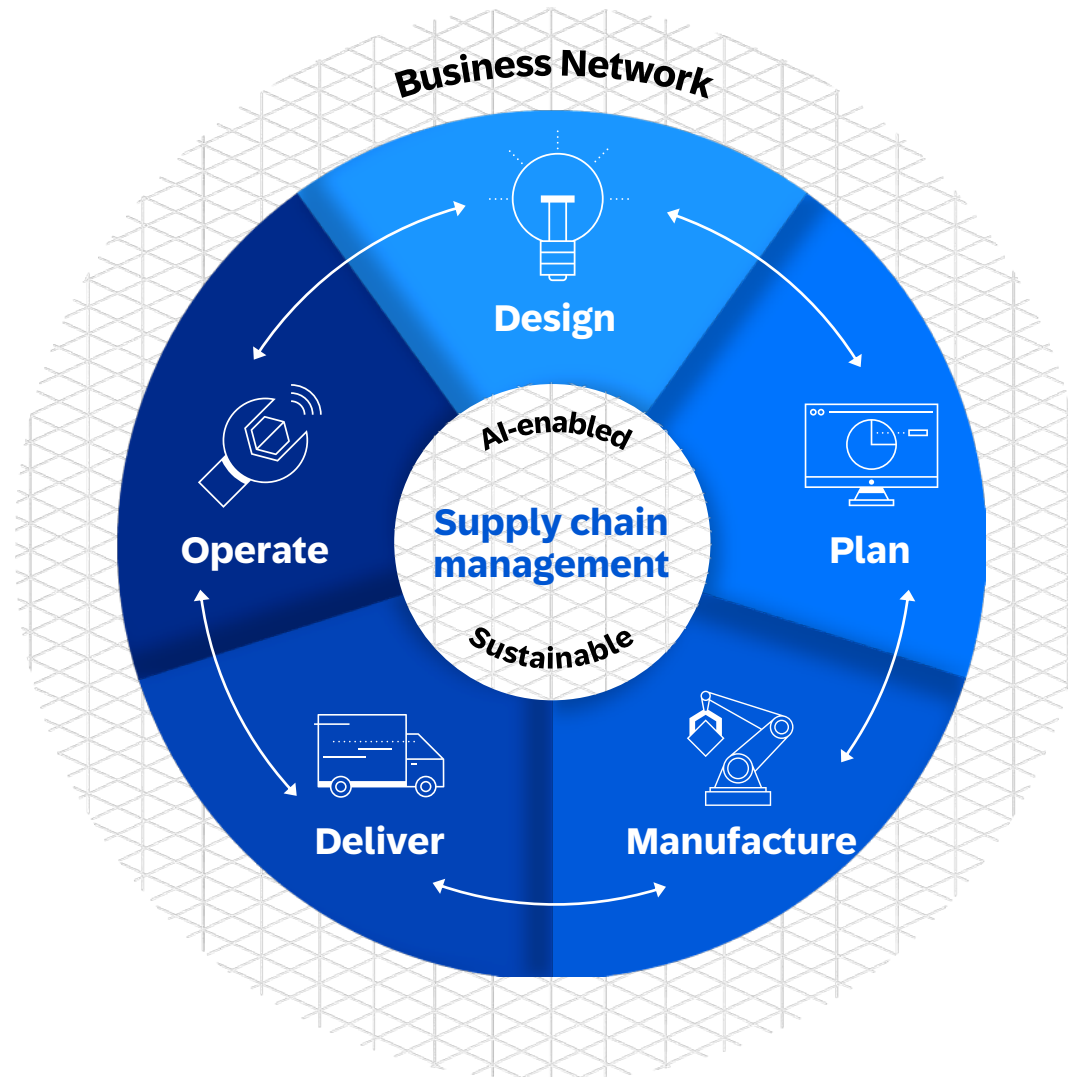 Business Network
Design
AI-enabled
Supply chain
management
Sustainable
Operate
Plan
Deliver
Manufacture